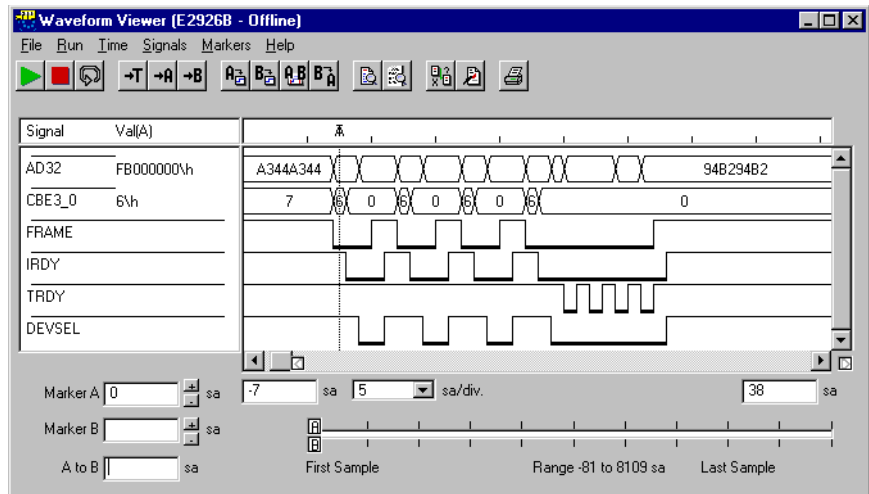 Waveform Viewer (E2926B - Offline)
File Run Time Signals Markers Help
→T →A →B
Signal Val(A)
AD32 FB000000\h A344A344 94B294B2
CBE3_0 6\h 7 6 0 6 0 6 0 6 0
FRAME
IRDY
TRDY
DEVSEL
Marker A 0 sa -7 sa 5 sa/div. 38 sa
Marker B sa A
B
A to B sa First Sample Range -81 to 8109 sa Last Sample